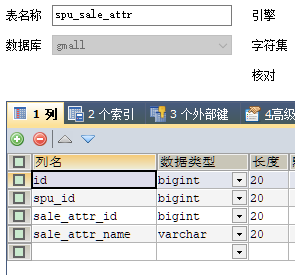 表名称 spu_sale_attr 引擎
数据库 gmall 字符集
核对
1 列 2 个索引 3 个外部键 4高级
列名 数据类型 长度
id bigint 20
spu_id bigint 20
sale_attr_id bigint 20
sale_attr_name varchar 20